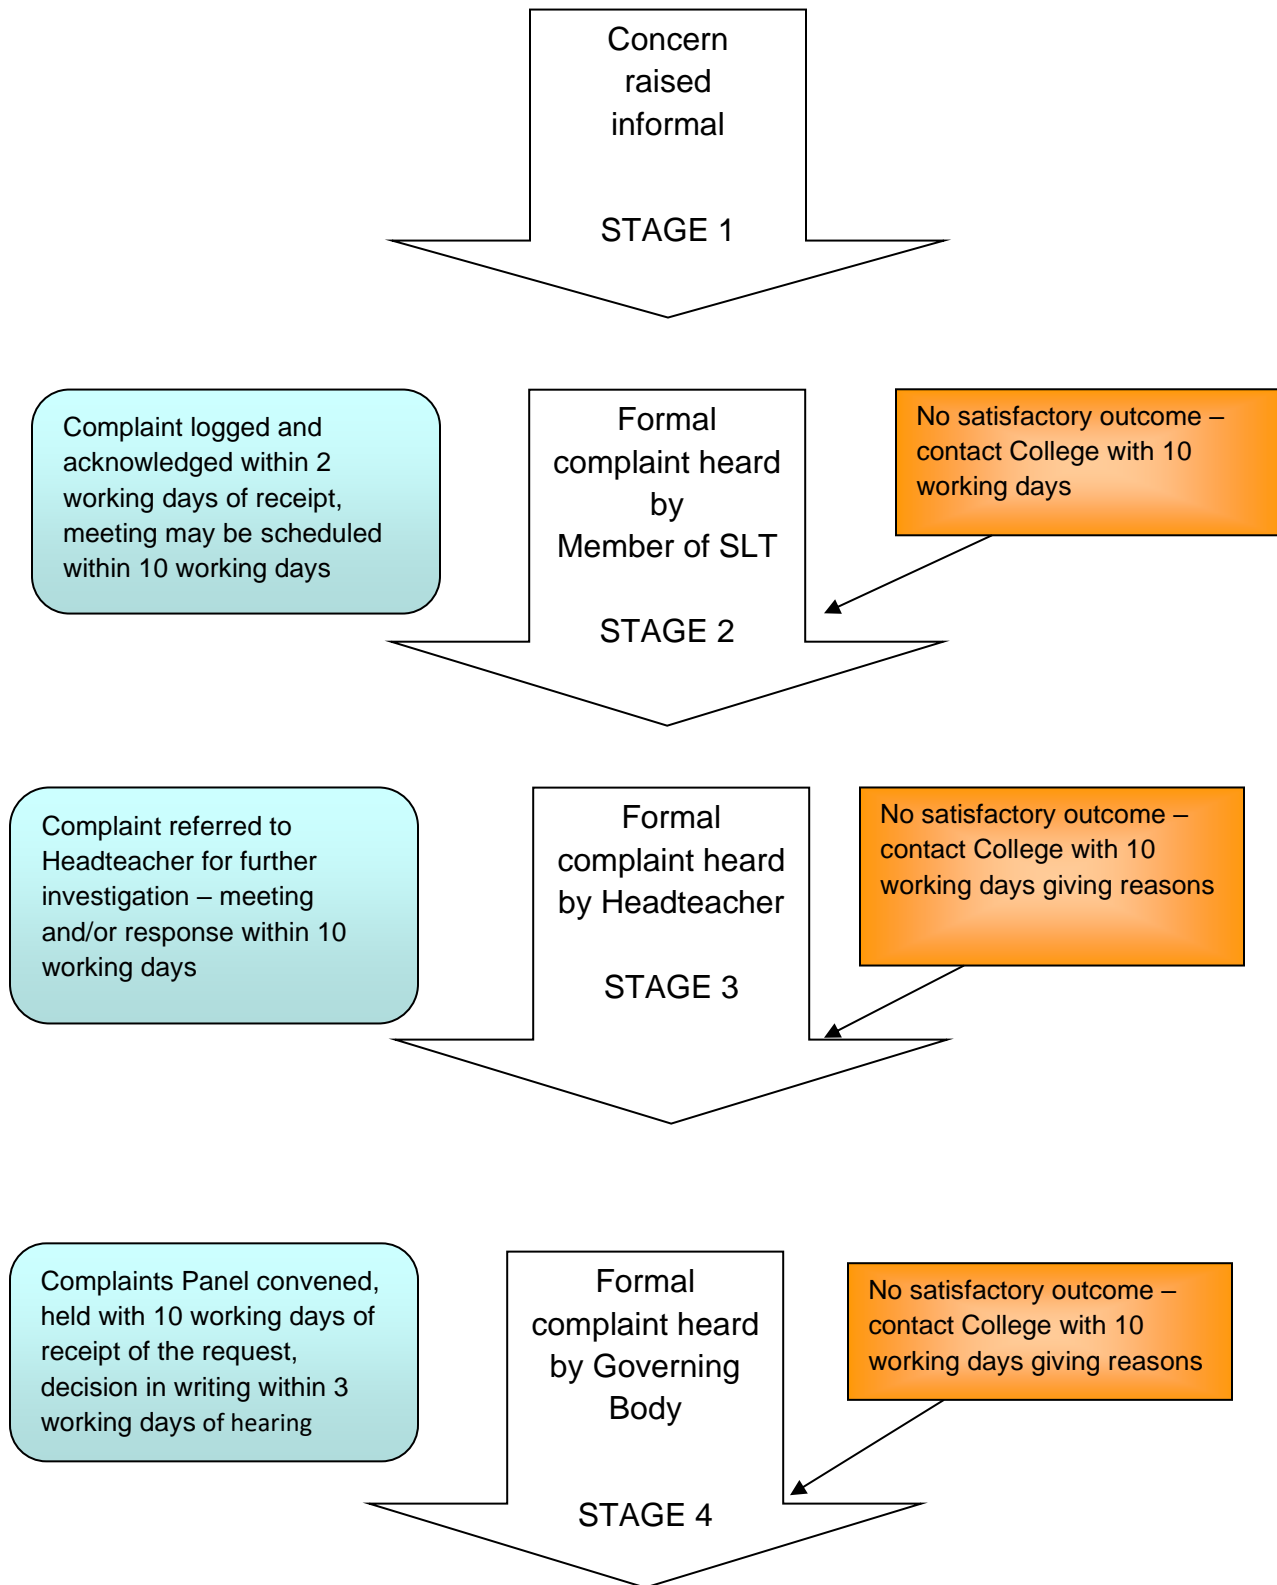 Concern
raised
informal
STAGE 1
Complaint logged and
acknowledged within 2
working days of receipt,
meeting may be scheduled
within 10 working days
Formal
complaint heard
by
Member of SLT
STAGE 2
No satisfactory outcome –
contact College with 10
working days
Complaint referred to
Headteacher for further
investigation – meeting
and/or response within 10
working days
Formal
complaint heard
by Headteacher
STAGE 3
No satisfactory outcome –
contact College with 10
working days giving reasons
Complaints Panel convened,
held with 10 working days of
receipt of the request,
decision in writing within 3
working days of hearing
Formal
complaint heard
by Governing
Body
STAGE 4
No satisfactory outcome –
contact College with 10
working days giving reasons